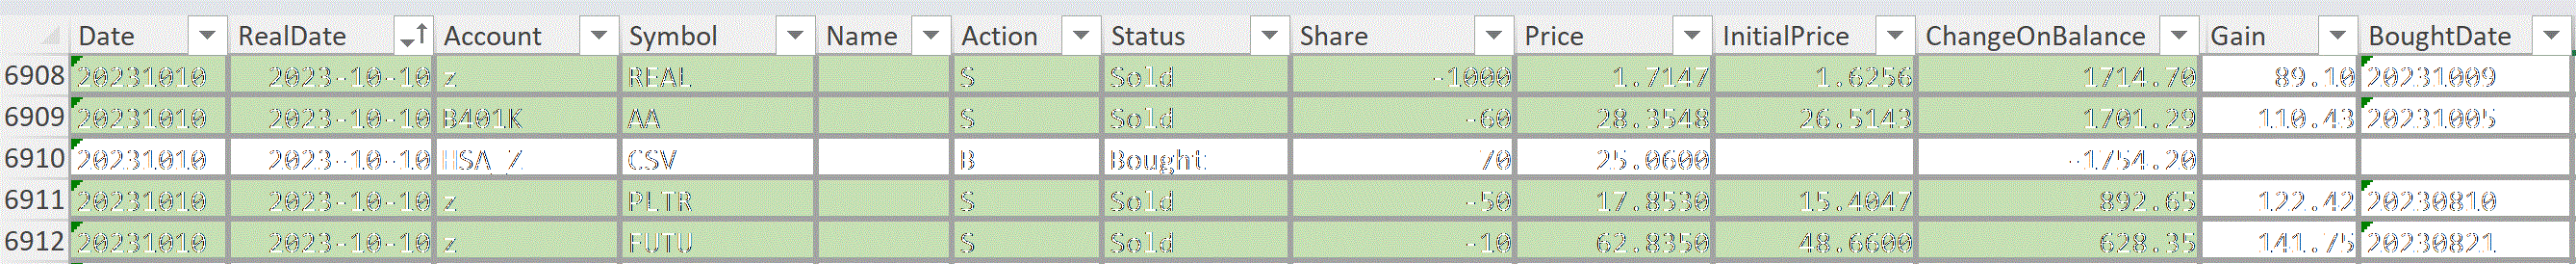 Date RealDate Account Symbol Name Action Status Share Price InitialPrice ChangeOnBalance Gain BoughtDate
6908 20231010 2023-10-10 z REAL S Sold -1000 1.7147 1.6256 1714.70 89.10 20231009
6909 20231010 2023-10-10 B401K AA S Sold -60 28.3548 26.5143 1701.29 110.43 20231005
6910 20231010 2023-10-10 HSA_Z CSV B Bought 70 25.0600 -1754.20
6911 20231010 2023-10-10 z PLTR S Sold -50 17.8530 15.4047 892.65 122.42 20230810
6912 20231010 2023-10-10 z FUTU S Sold -10 62.8350 48.6600 628.35 141.75 20230821